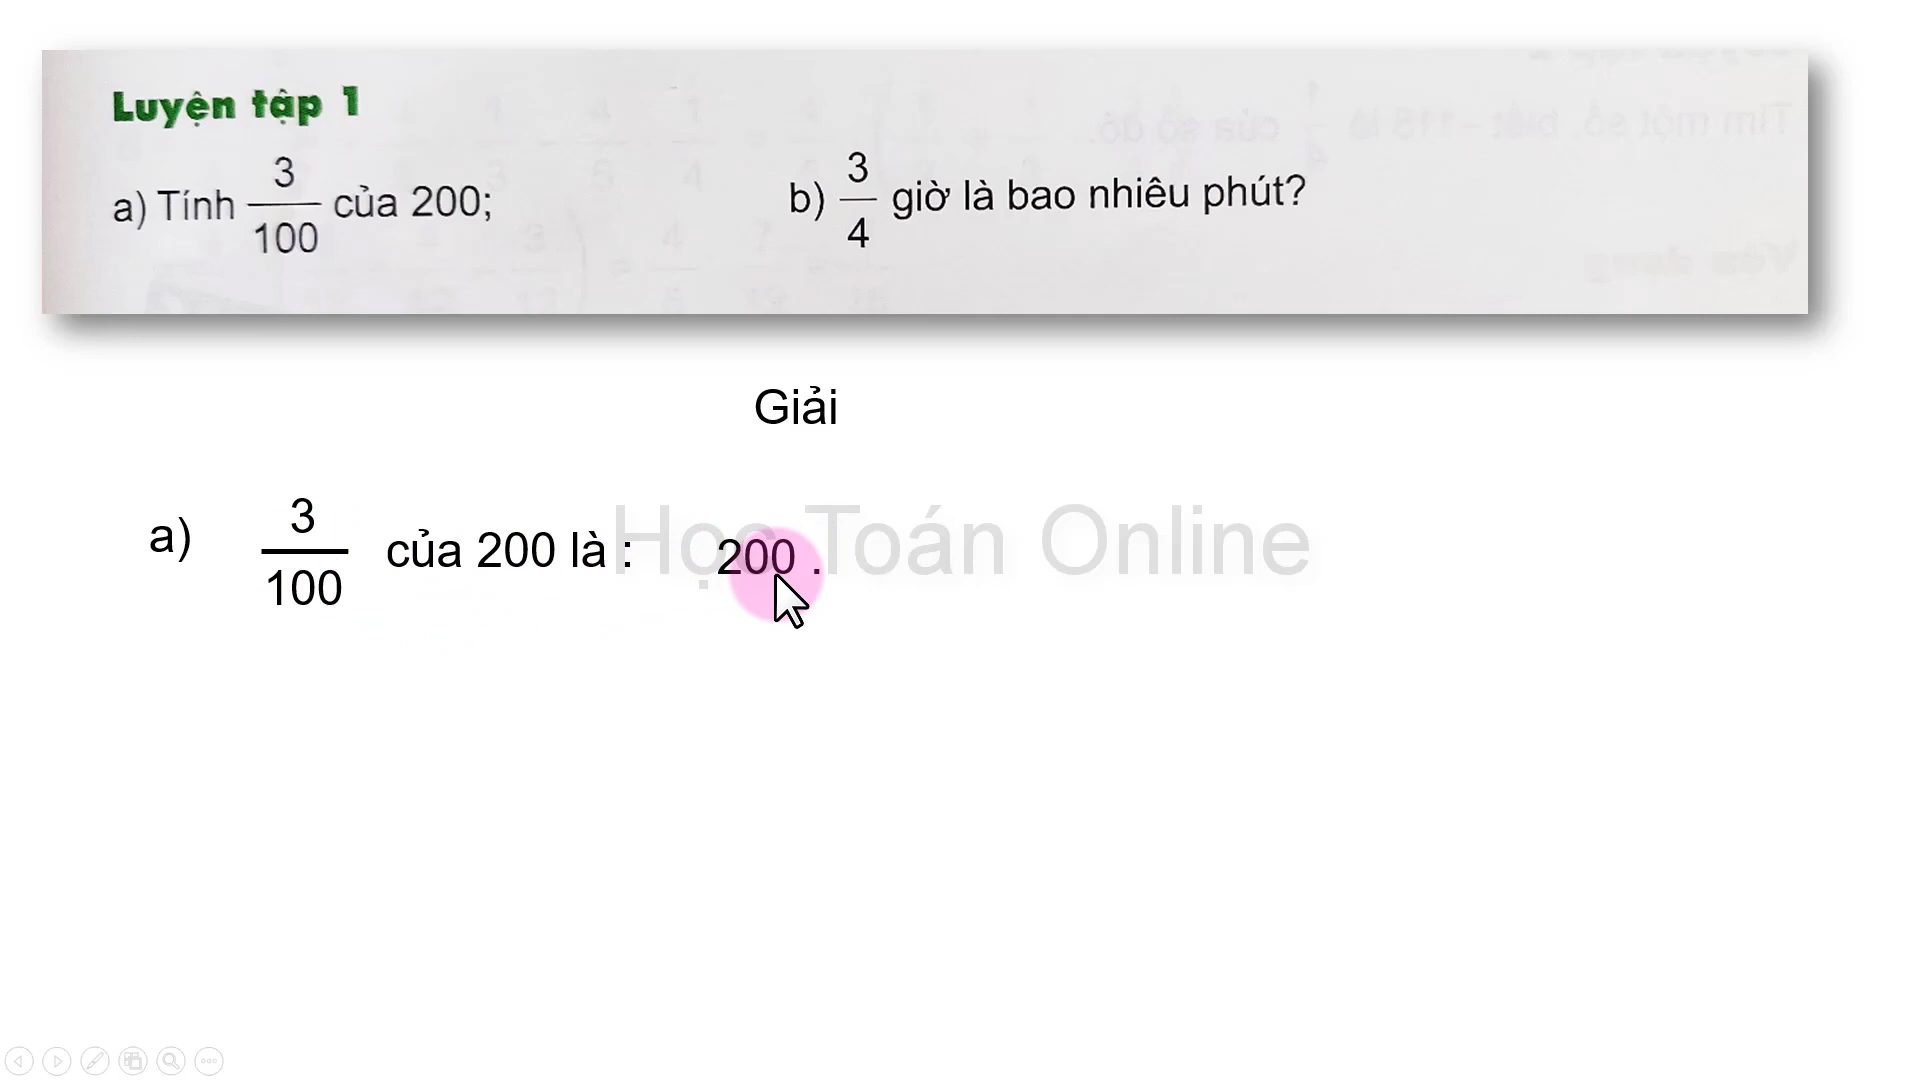 Luyện tập 1
a) Tính 3/100 của 200; b) 3/4 giờ là bao nhiêu phút?
Giải
a) 3/100 của 200 là : 200 .
Học Toán Online